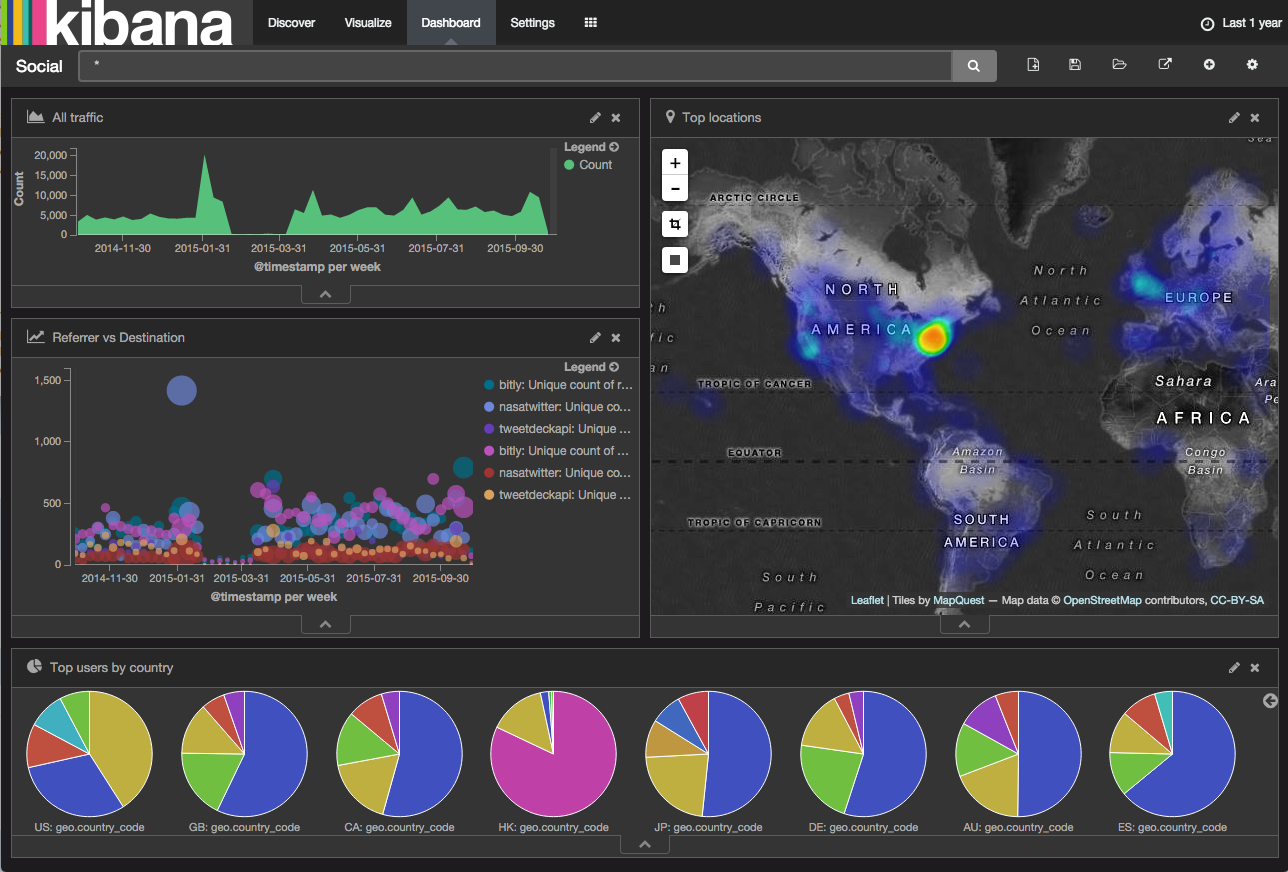 kibana
Discover
Visualize
Dashboard
Settings
Last 1 year
Social
*
All traffic
Legend
Count
Count
20,000
15,000
10,000
5,000
0
2014-11-30 2015-01-31 2015-03-31 2015-05-31 2015-07-31 2015-09-30
@timestamp per week
Referrer vs Destination
Legend
bitly: Unique count of r...
nasatwitter: Unique co...
tweetdeckapi: Unique ...
bitly: Unique count of ...
nasatwitter: Unique co...
tweetdeckapi: Unique ...
1,500
1,000
500
0
2014-11-30 2015-01-31 2015-03-31 2015-05-31 2015-07-31 2015-09-30
@timestamp per week
Top locations
+
−
Sea
ARCTIC CIRCLE
North
Atlantic
Ocean
NORTH
AMERICA
EUROPE
TROPIC OF CANCER
Sahara
AFRICA
EQUATOR
Amazon
Basin
Congo
Basin
TROPIC OF CAPRICORN
SOUTH
AMERICA
South
Atlantic
Ocean
South
Pacific
Leaflet | Tiles by MapQuest — Map data © OpenStreetMap contributors, CC-BY-SA
Top users by country
US: geo.country_code
GB: geo.country_code
CA: geo.country_code
HK: geo.country_code
JP: geo.country_code
DE: geo.country_code
AU: geo.country_code
ES: geo.country_code